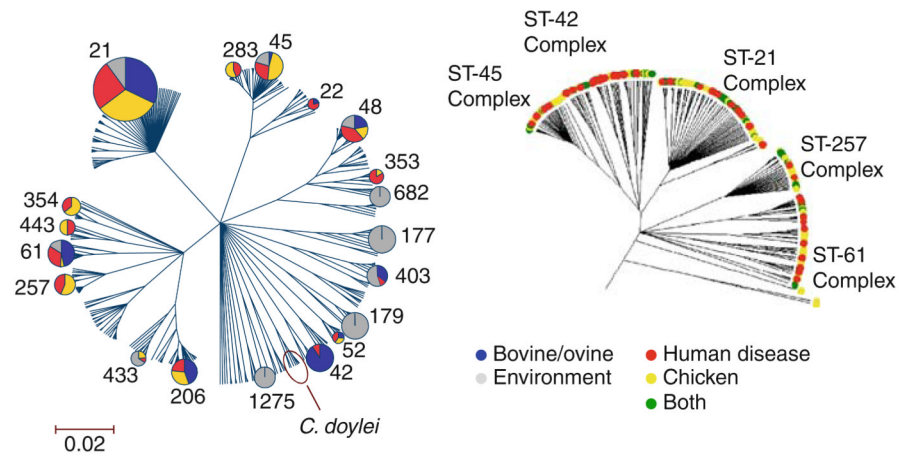 21
283
45
22
48
353
682
177
403
179
52
42
1275
C. doylei
206
433
257
61
443
354
0.02
ST-42
Complex
ST-45
Complex
ST-21
Complex
ST-257
Complex
ST-61
Complex
Bovine/ovine
Environment
Human disease
Chicken
Both